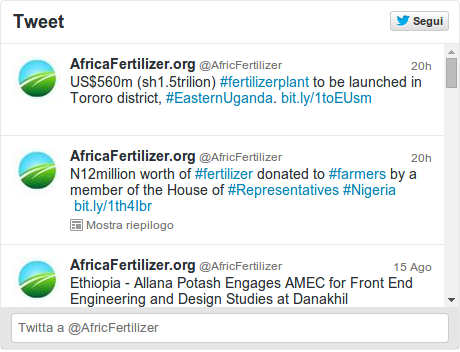 Tweet
Segui
AfricaFertilizer.org @AfricFertilizer 20h
US$560m (sh1.5trilion) #fertilizerplant to be launched in
Tororo district, #EasternUganda. bit.ly/1toEUsm
AfricaFertilizer.org @AfricFertilizer 20h
N12million worth of #fertilizer donated to #farmers by a
member of the House of #Representatives #Nigeria
bit.ly/1th4Ibr
Mostra riepilogo
AfricaFertilizer.org @AfricFertilizer 15 Ago
Ethiopia - Allana Potash Engages AMEC for Front End
Engineering and Design Studies at Danakhil
Twitta a @AfricFertilizer